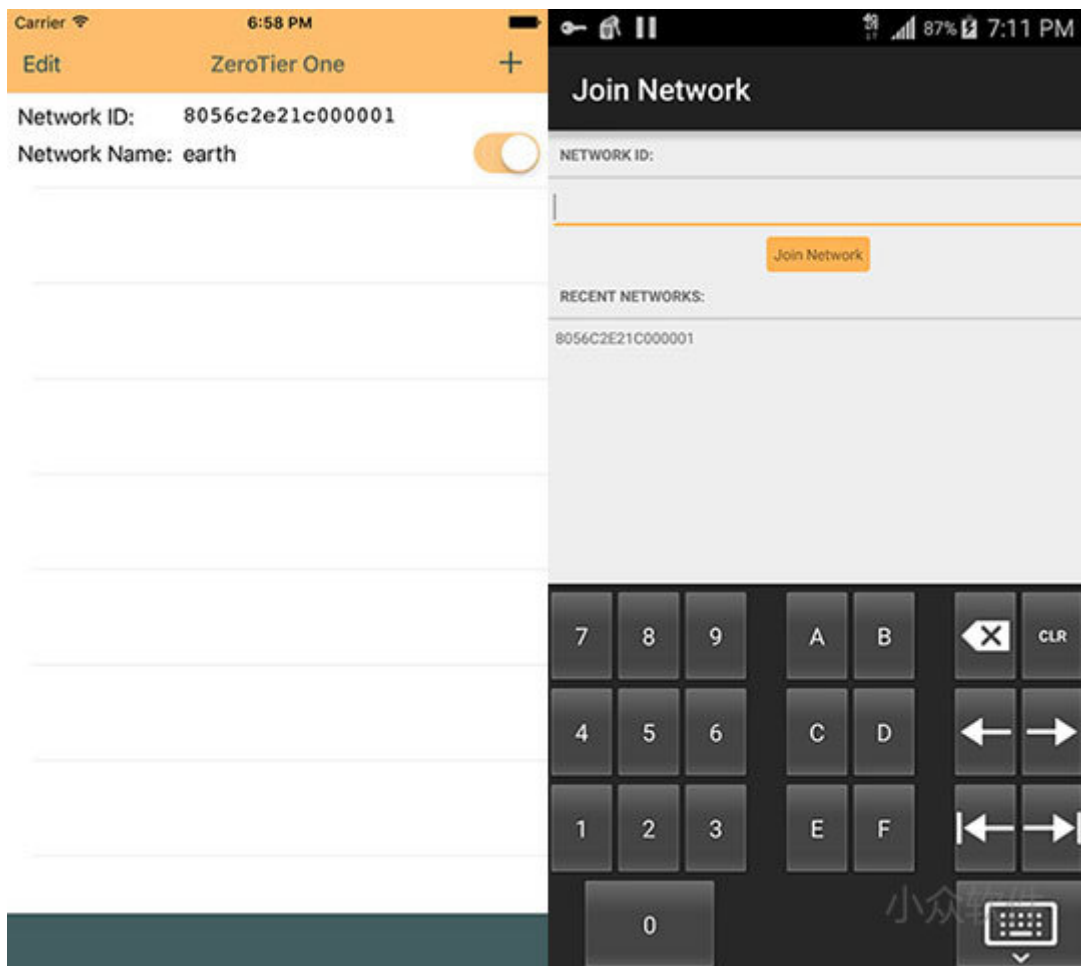 Carrier 6:58 PM
Edit ZeroTier One +
Network ID: 8056c2e21c000001
Network Name: earth
87% 7:11 PM
Join Network
NETWORK ID:
Join Network
RECENT NETWORKS:
8056C2E21C000001
7 8 9 A B CLR
4 5 6 C D
1 2 3 E F
0
小众软件